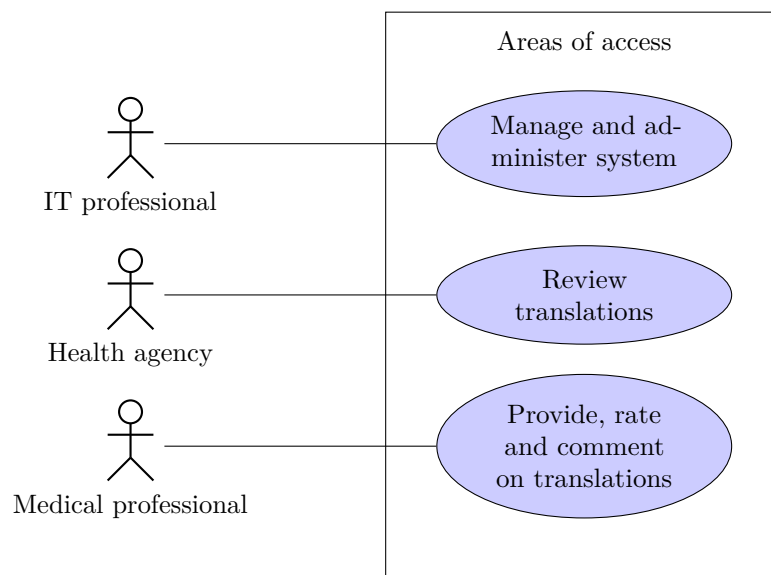 Areas of access
Manage and ad-
minister system
IT professional
Review
translations
Health agency
Provide, rate
and comment
on translations
Medical professional